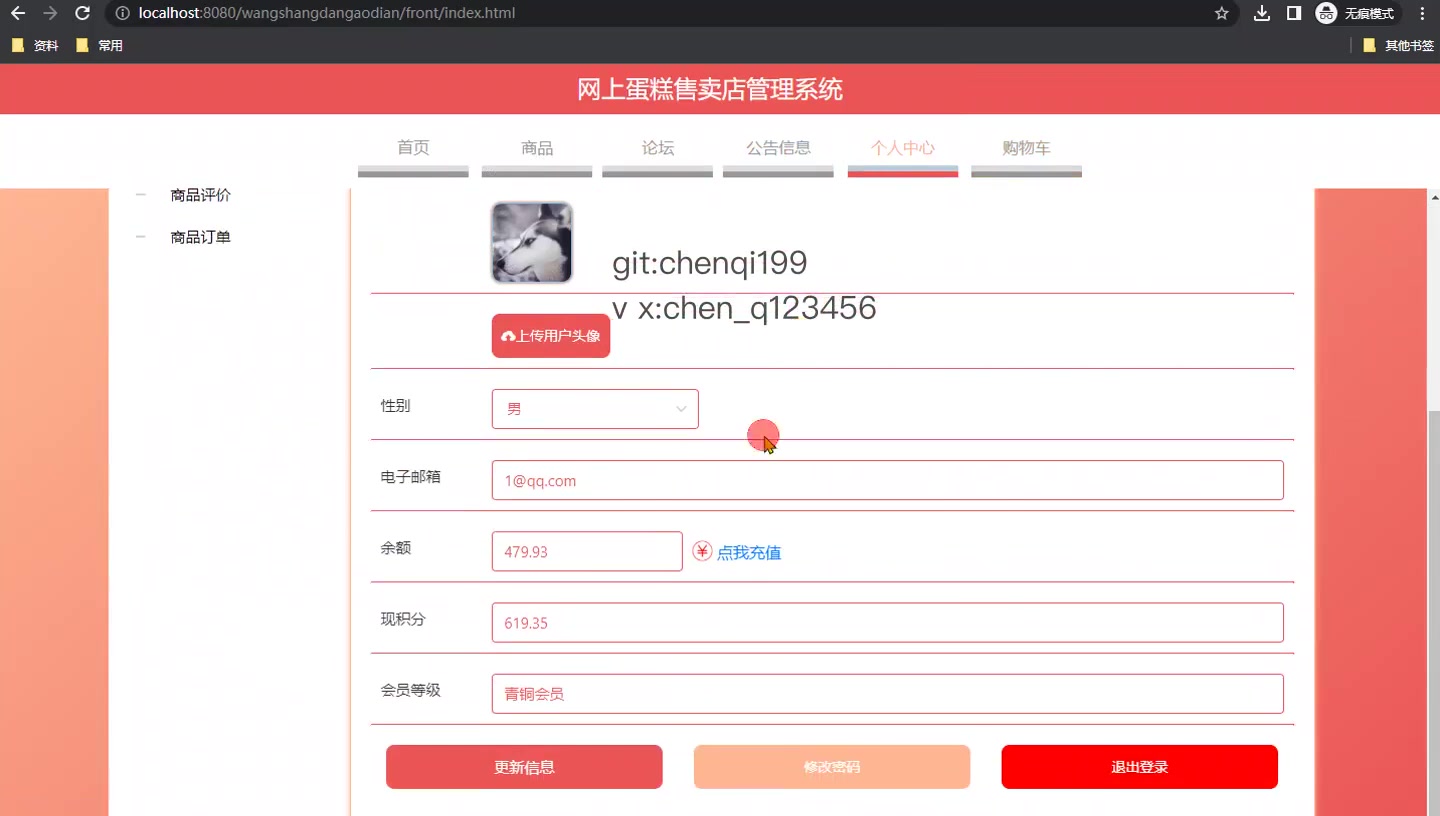 localhost:8080/wangshangdangaodian/front/index.html
无痕模式
资料
常用
其他书签
网上蛋糕售卖店管理系统
首页
商品
论坛
公告信息
个人中心
购物车
商品评价
商品订单
git:chenqi199
v x:chen_q123456
上传用户头像
性别
男
电子邮箱
1@qq.com
余额
479.93
点我充值
现积分
619.35
会员等级
青铜会员
更新信息
修改密码
退出登录